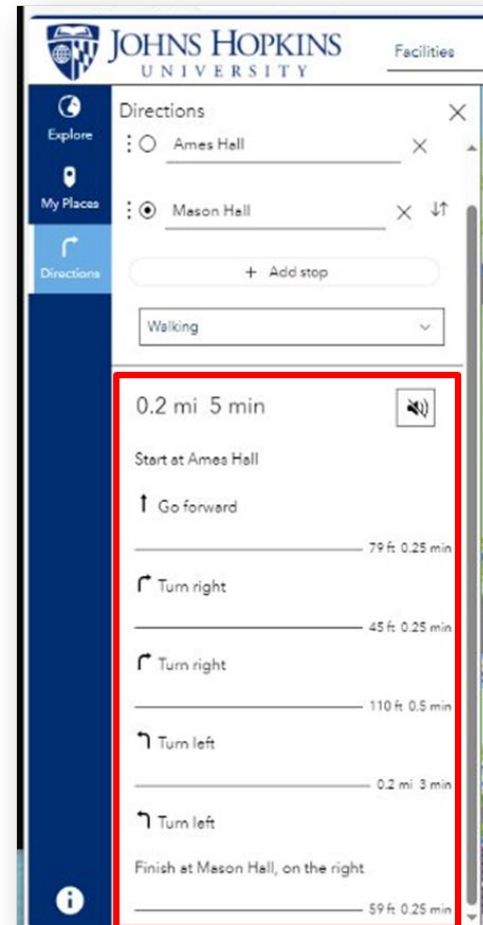 JOHNS HOPKINS
UNIVERSITY
Facilities
Explore
My Places
Directions
Directions
Ames Hall
Mason Hall
+ Add stop
Walking
0.2 mi 5 min
Start at Ames Hall
Go forward
79 ft 0.25 min
Turn right
45 ft 0.25 min
Turn right
110 ft 0.5 min
Turn left
0.2 mi 3 min
Turn left
Finish at Mason Hall, on the right
59 ft 0.25 min